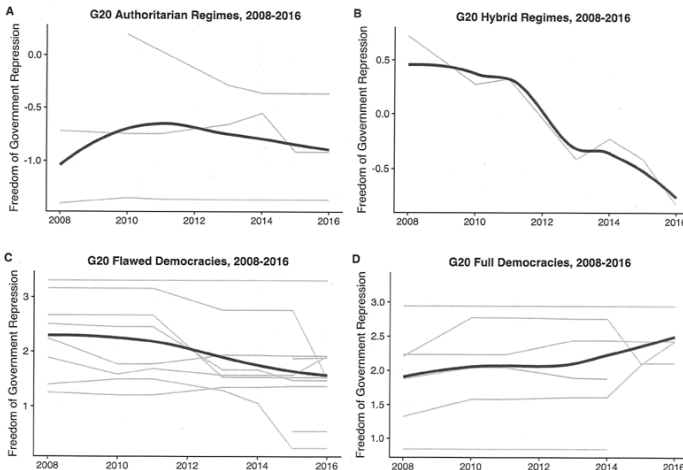 A
G20 Authoritarian Regimes, 2008-2016
Freedom of Government Repression
0.0
-0.5
-1.0
2008 2010 2012 2014 2016
B
G20 Hybrid Regimes, 2008-2016
Freedom of Government Repression
0.5
0.0
-0.5
2008 2010 2012 2014 2016
C
G20 Flawed Democracies, 2008-2016
Freedom of Government Repression
3
2
1
2008 2010 2012 2014 2016
D
G20 Full Democracies, 2008-2016
Freedom of Government Repression
3.0
2.5
2.0
1.5
1.0
2008 2010 2012 2014 2016